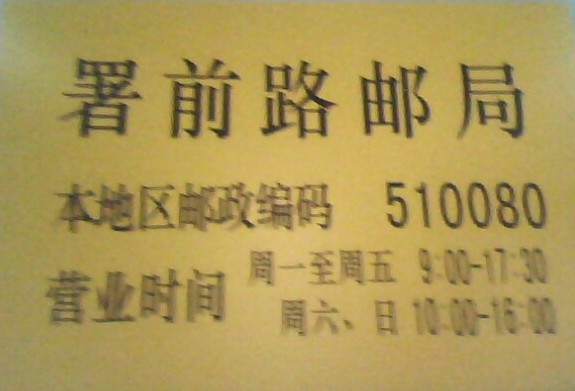 署前路邮局
本地区邮政编码 510080
营业时间 周一至周五 9:00-17:30
周六、日 10:00-16:00